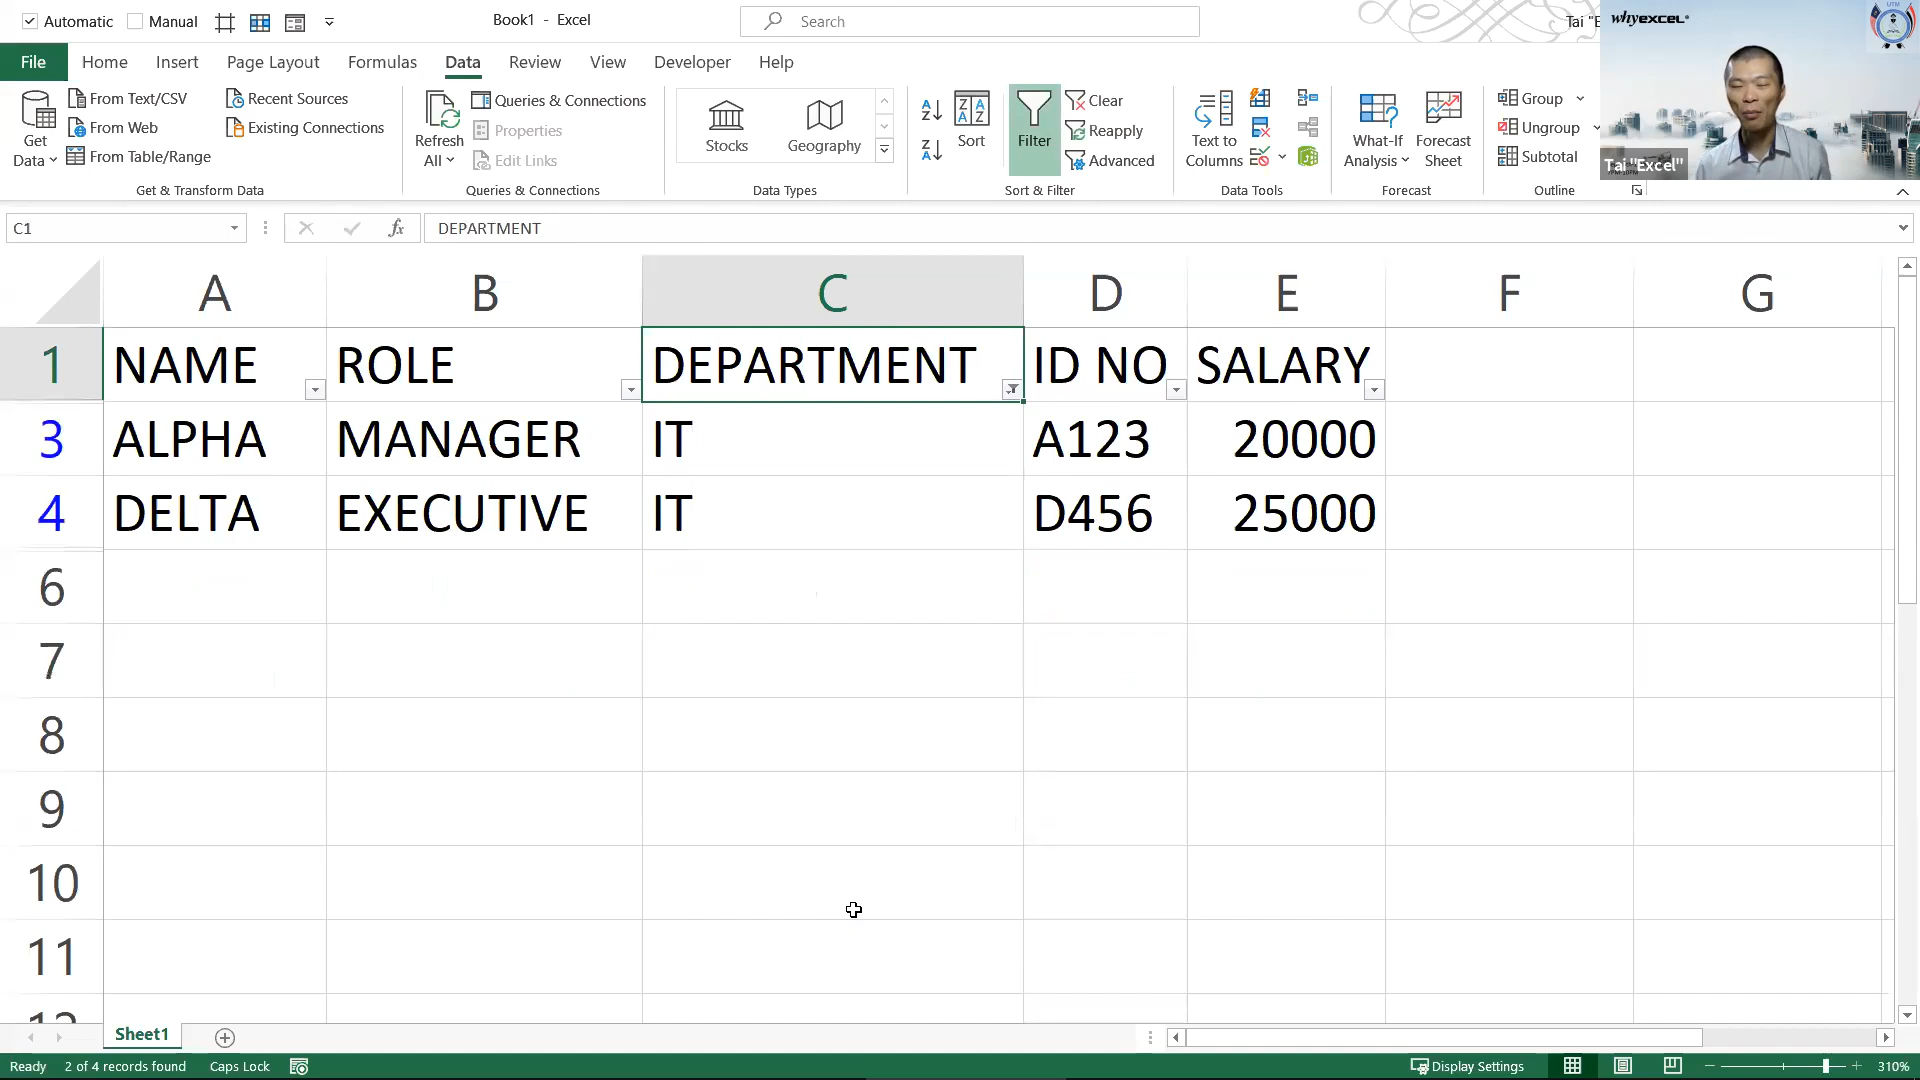 Automatic Manual Book1 - Excel Search Tai "E
whyexcel®
UTM
File Home Insert Page Layout Formulas Data Review View Developer Help
Get Data
From Text/CSV
From Web
From Table/Range
Recent Sources
Existing Connections
Get & Transform Data
Refresh All
Queries & Connections
Properties
Edit Links
Queries & Connections
Stocks
Geography
Data Types
Sort
Filter
Clear
Reapply
Advanced
Sort & Filter
Text to Columns
Data Tools
What-If Analysis
Forecast Sheet
Forecast
Group
Ungroup
Subtotal
Outline
Tai "Excel"
C1 fx DEPARTMENT
A B C D E F G
1 NAME ROLE DEPARTMENT ID NO SALARY
3 ALPHA MANAGER IT A123 20000
4 DELTA EXECUTIVE IT D456 25000
6
7
8
9
10
11
12
Sheet1
Ready 2 of 4 records found Caps Lock Display Settings 310%